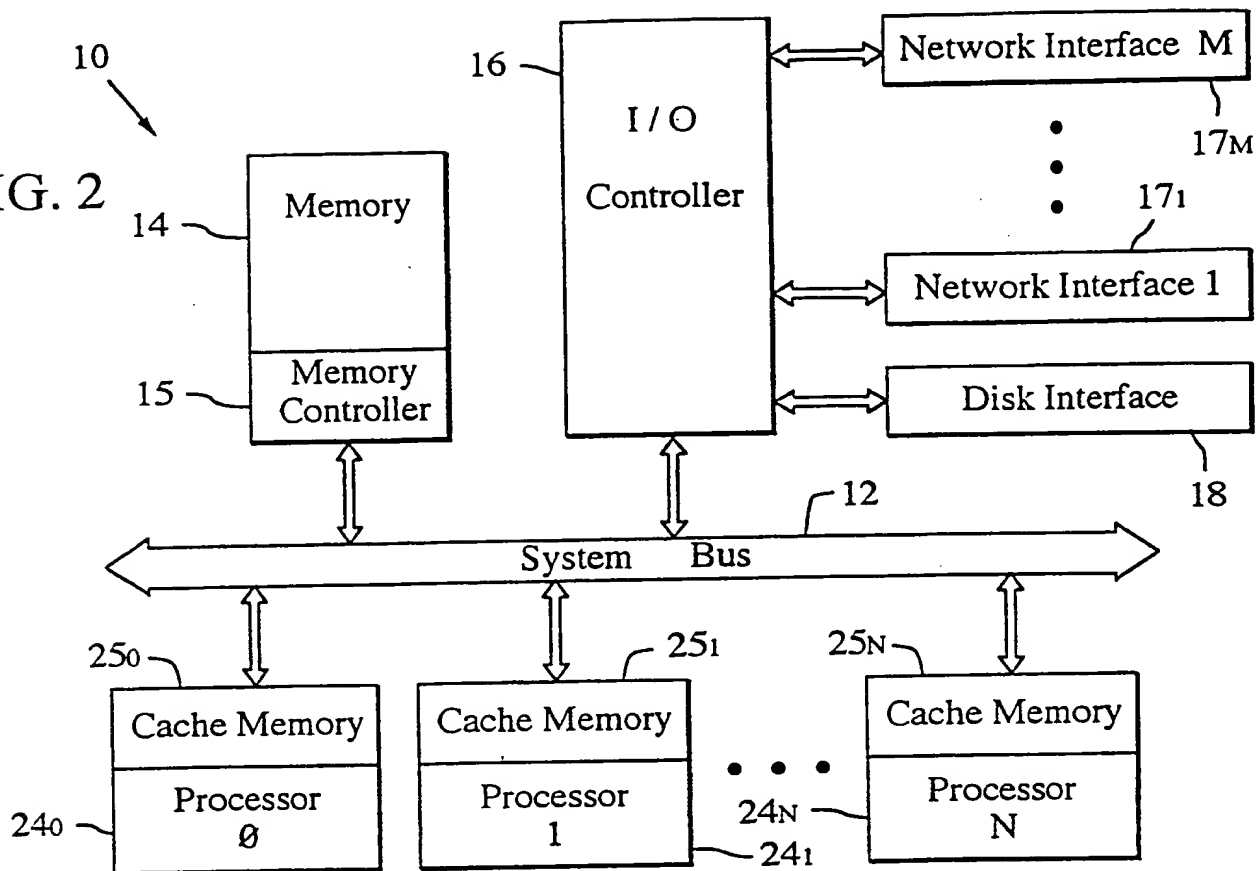 10
IG. 2
14
Memory
15
Memory
Controller
16
I / O
Controller
Network Interface M
17M
171
Network Interface 1
Disk Interface
18
12
System Bus
250
Cache Memory
Processor
0
240
251
Cache Memory
Processor
1
241
25N
Cache Memory
Processor
N
24N